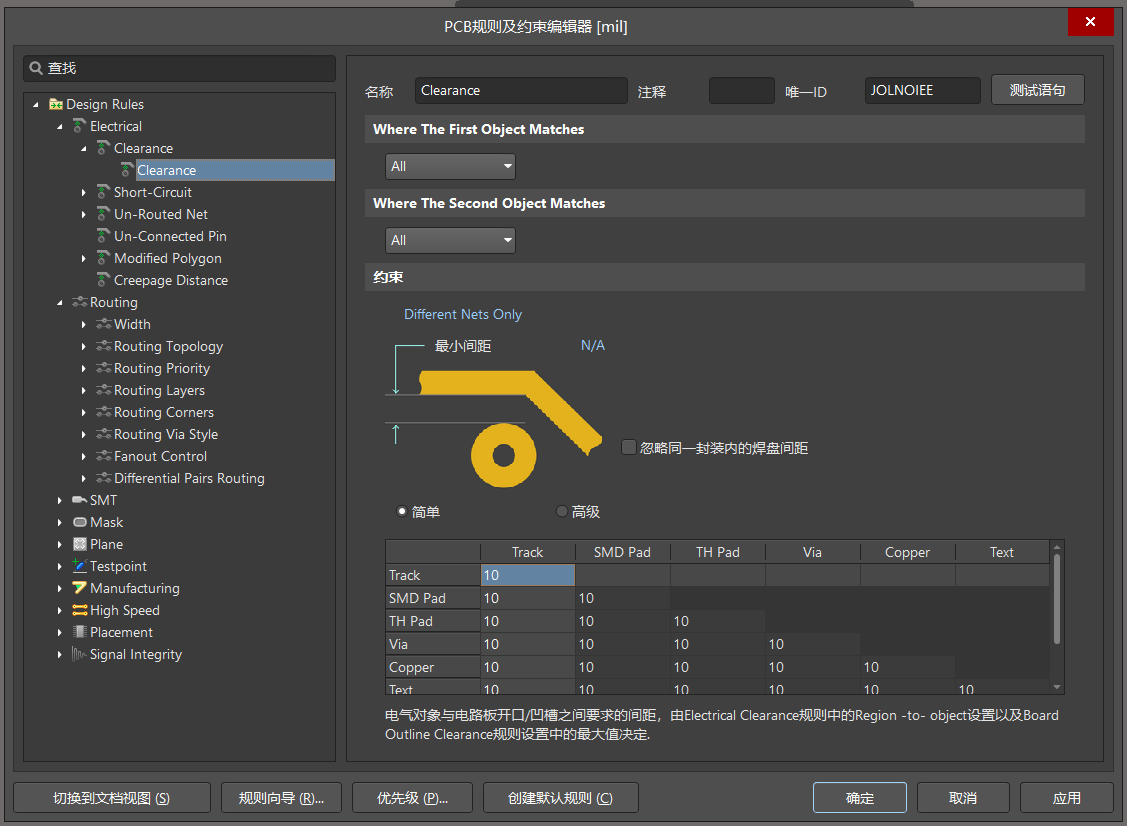 PCB规则及约束编辑器 [mil]
查找
Design Rules
Electrical
Clearance
Clearance
Short-Circuit
Un-Routed Net
Un-Connected Pin
Modified Polygon
Creepage Distance
Routing
Width
Routing Topology
Routing Priority
Routing Layers
Routing Corners
Routing Via Style
Fanout Control
Differential Pairs Routing
SMT
Mask
Plane
Testpoint
Manufacturing
High Speed
Placement
Signal Integrity
名称 Clearance 注释 唯一ID JOLNOIEE 测试语句
Where The First Object Matches
All
Where The Second Object Matches
All
约束
Different Nets Only
最小间距 N/A
忽略同一封装内的焊盘间距
简单 高级
Track SMD Pad TH Pad Via Copper Text
Track 10
SMD Pad 10 10
TH Pad 10 10 10
Via 10 10 10 10
Copper 10 10 10 10 10
Text 10 10 10 10 10 10
电气对象与电路板开口/凹槽之间要求的间距，由Electrical Clearance规则中的Region -to- object设置以及Board
Outline Clearance规则设置中的最大值决定.
切换到文档视图 (S) 规则向导 (R)... 优先级 (P)... 创建默认规则 (C) 确定 取消 应用